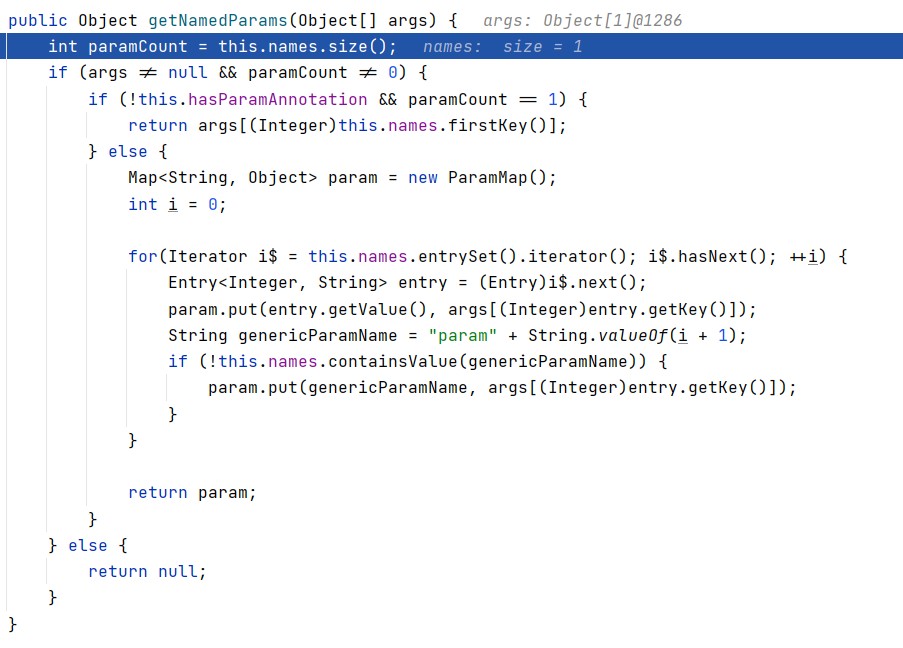 public Object getNamedParams(Object[] args) {   args: Object[1]@1286
    int paramCount = this.names.size();   names:  size = 1
    if (args ≠ null && paramCount ≠ 0) {
        if (!this.hasParamAnnotation && paramCount == 1) {
            return args[(Integer)this.names.firstKey()];
        } else {
            Map<String, Object> param = new ParamMap();
            int i = 0;

            for(Iterator i$ = this.names.entrySet().iterator(); i$.hasNext(); ++i) {
                Entry<Integer, String> entry = (Entry)i$.next();
                param.put(entry.getValue(), args[(Integer)entry.getKey()]);
                String genericParamName = "param" + String.valueOf(i + 1);
                if (!this.names.containsValue(genericParamName)) {
                    param.put(genericParamName, args[(Integer)entry.getKey()]);
                }
            }

            return param;
        }
    } else {
        return null;
    }
}